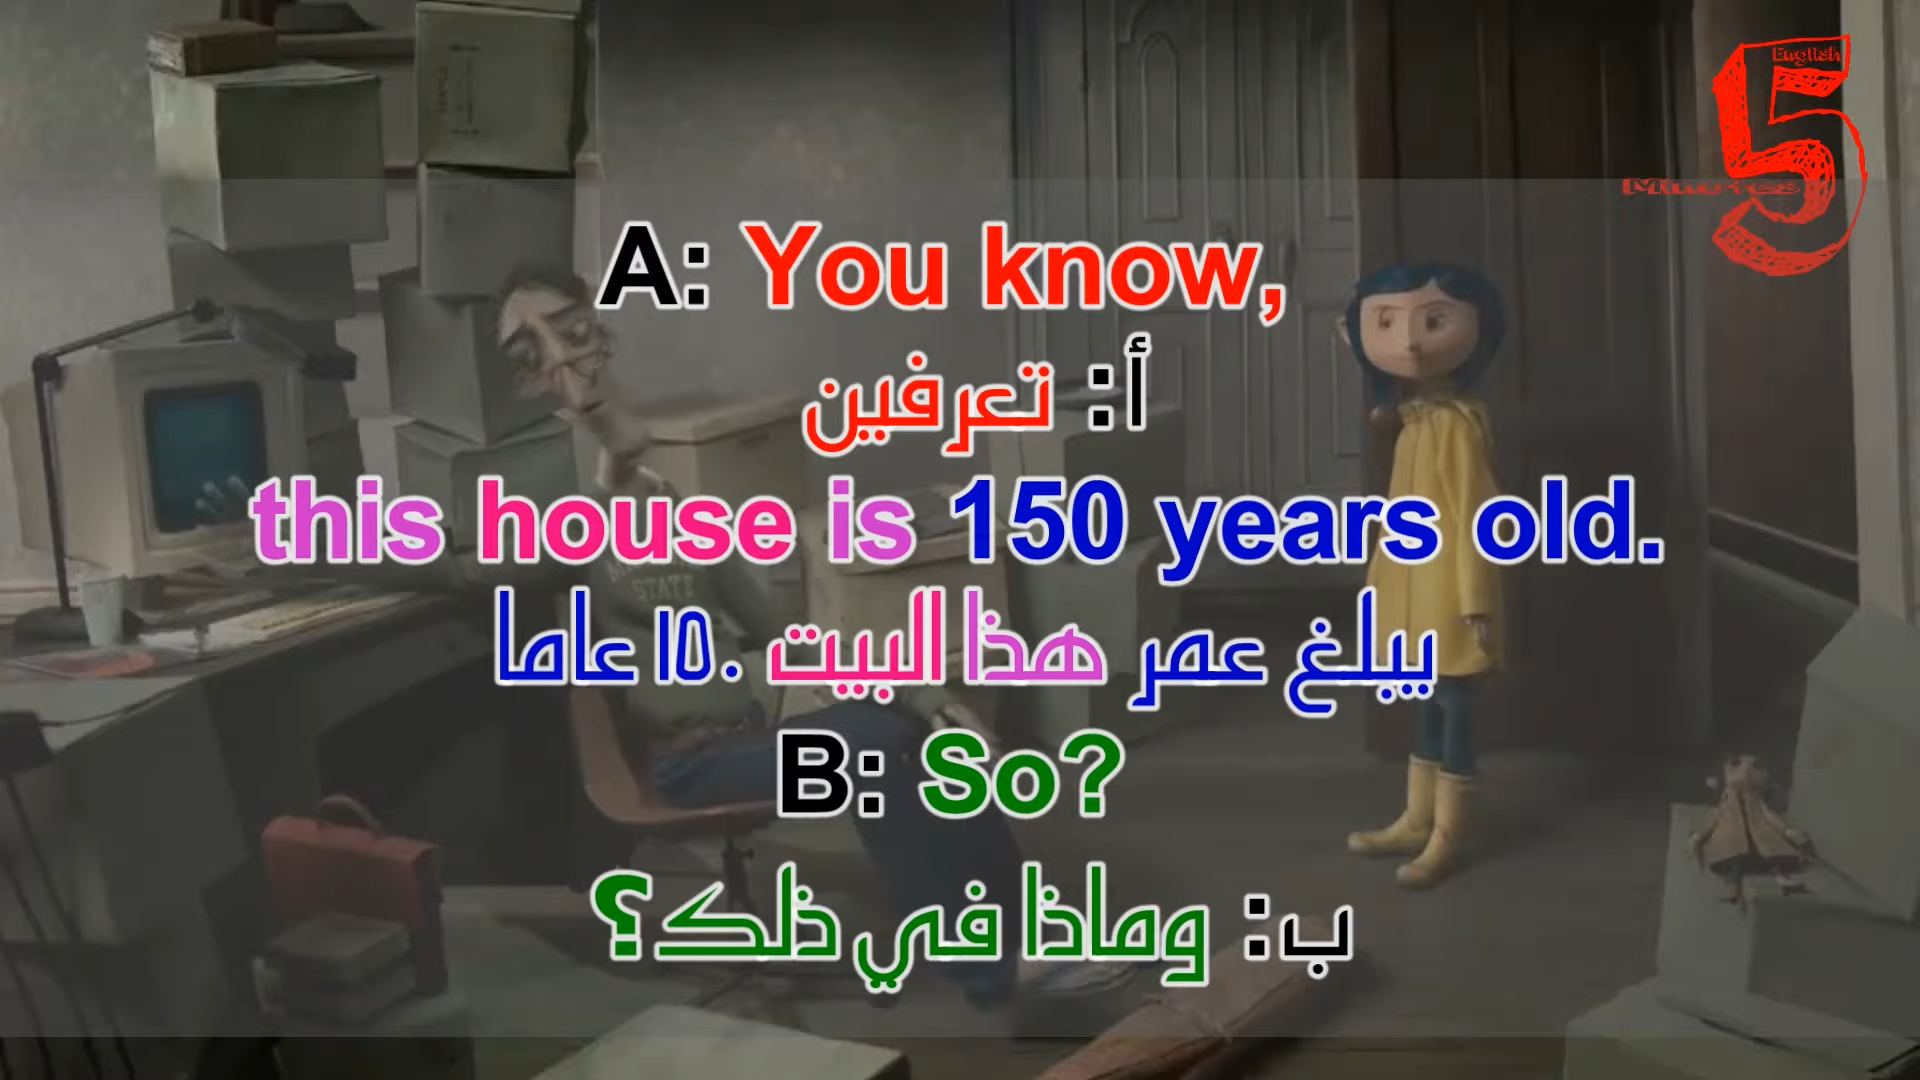 English
5
Minutes
A: You know,
أ: تعرفين
this house is 150 years old.
يبلغ عمر هذا البيت ١٥٠ عاما
B: So?
ب: وماذا في ذلك؟
STATE